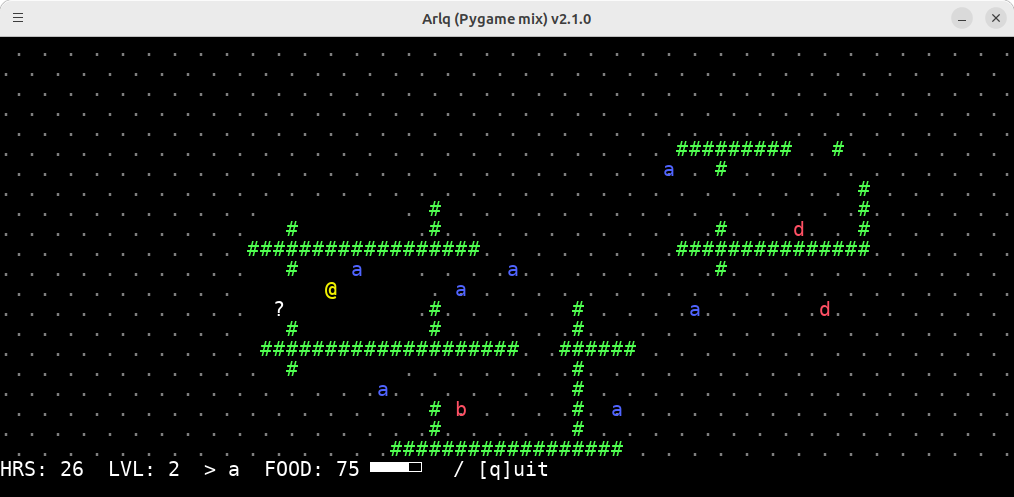 Arlq (Pygame mix) v2.1.0
######### #
a #
#
# #
# # # d #
################## ###############
# a a #
@ a
? # # a d
# # #
#################### ######
# #
a #
# b # a
# #
##################
HRS: 26 LVL: 2 > a FOOD: 75 / [q]uit